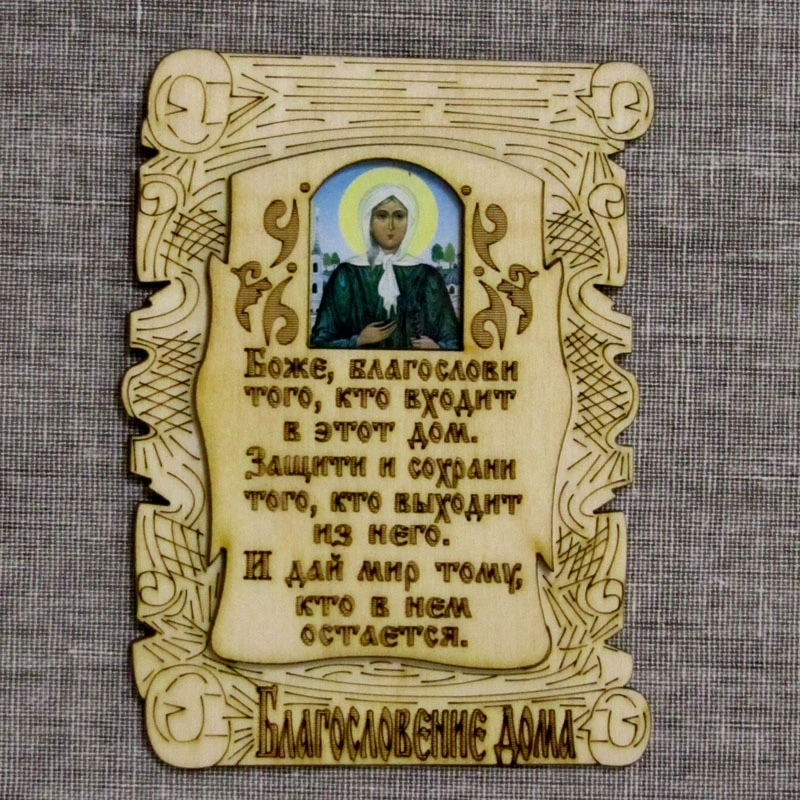 Боже, благослови
того, кто входит
в этот дом.
Защити и сохрани
того, кто выходит
из него.
И дай мир тому,
кто в нем
остается.
Благословение дома